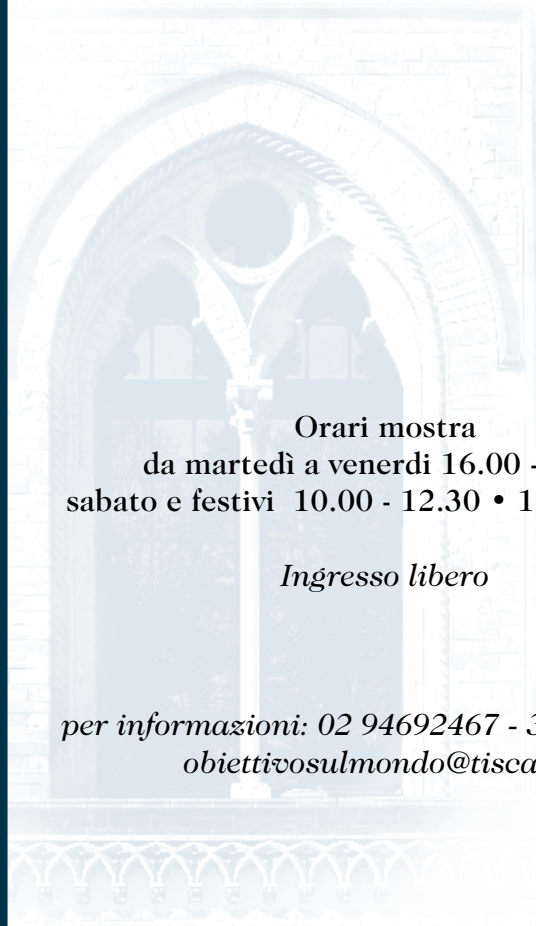 Orari mostra
da martedì a venerdi 16.00 -
sabato e festivi 10.00 - 12.30 • 1
Ingresso libero
per informazioni: 02 94692467 - 3
obiettivosulmondo@tisca